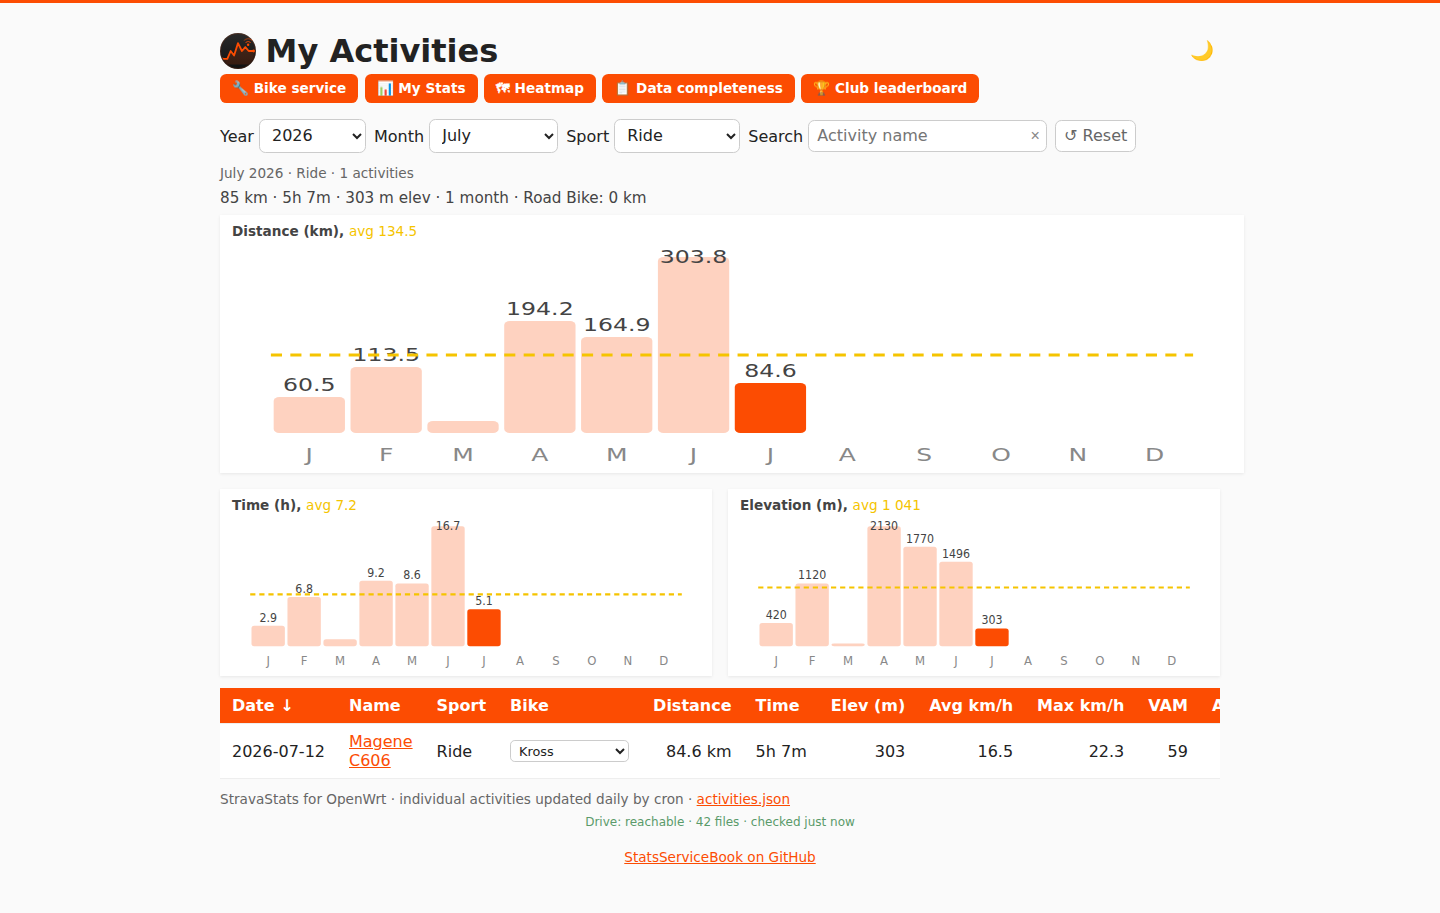 My Activities
🌙
🔧 Bike service 📊 My Stats 🗺 Heatmap 📋 Data completeness 🏆 Club leaderboard
Year 2026 Month July Sport Ride Search Activity name × ↺ Reset
July 2026 · Ride · 1 activities
85 km · 5h 7m · 303 m elev · 1 month · Road Bike: 0 km
Distance (km), avg 134.5
60.5 113.5 194.2 164.9 303.8 84.6
J F M A M J J A S O N D
Time (h), avg 7.2
2.9 6.8 9.2 8.6 16.7 5.1
J F M A M J J A S O N D
Elevation (m), avg 1 041
420 1120 2130 1770 1496 303
J F M A M J J A S O N D
Date ↓ Name Sport Bike Distance Time Elev (m) Avg km/h Max km/h VAM
2026-07-12 Magene C606 Ride Kross 84.6 km 5h 7m 303 16.5 22.3 59
StravaStats for OpenWrt · individual activities updated daily by cron · activities.json
Drive: reachable · 42 files · checked just now
StatsServiceBook on GitHub